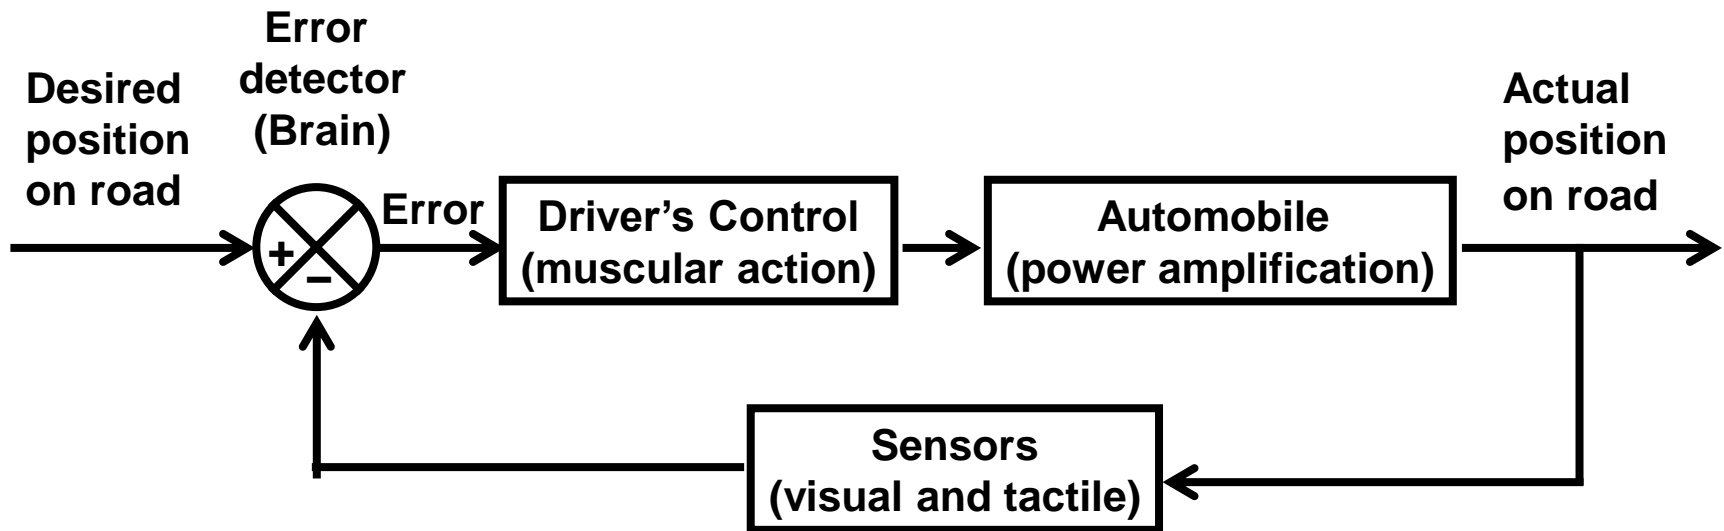 Desired
position
on road
Error
detector
(Brain)
+
−
Error
Driver’s Control
(muscular action)
Automobile
(power amplification)
Actual
position
on road
Sensors
(visual and tactile)